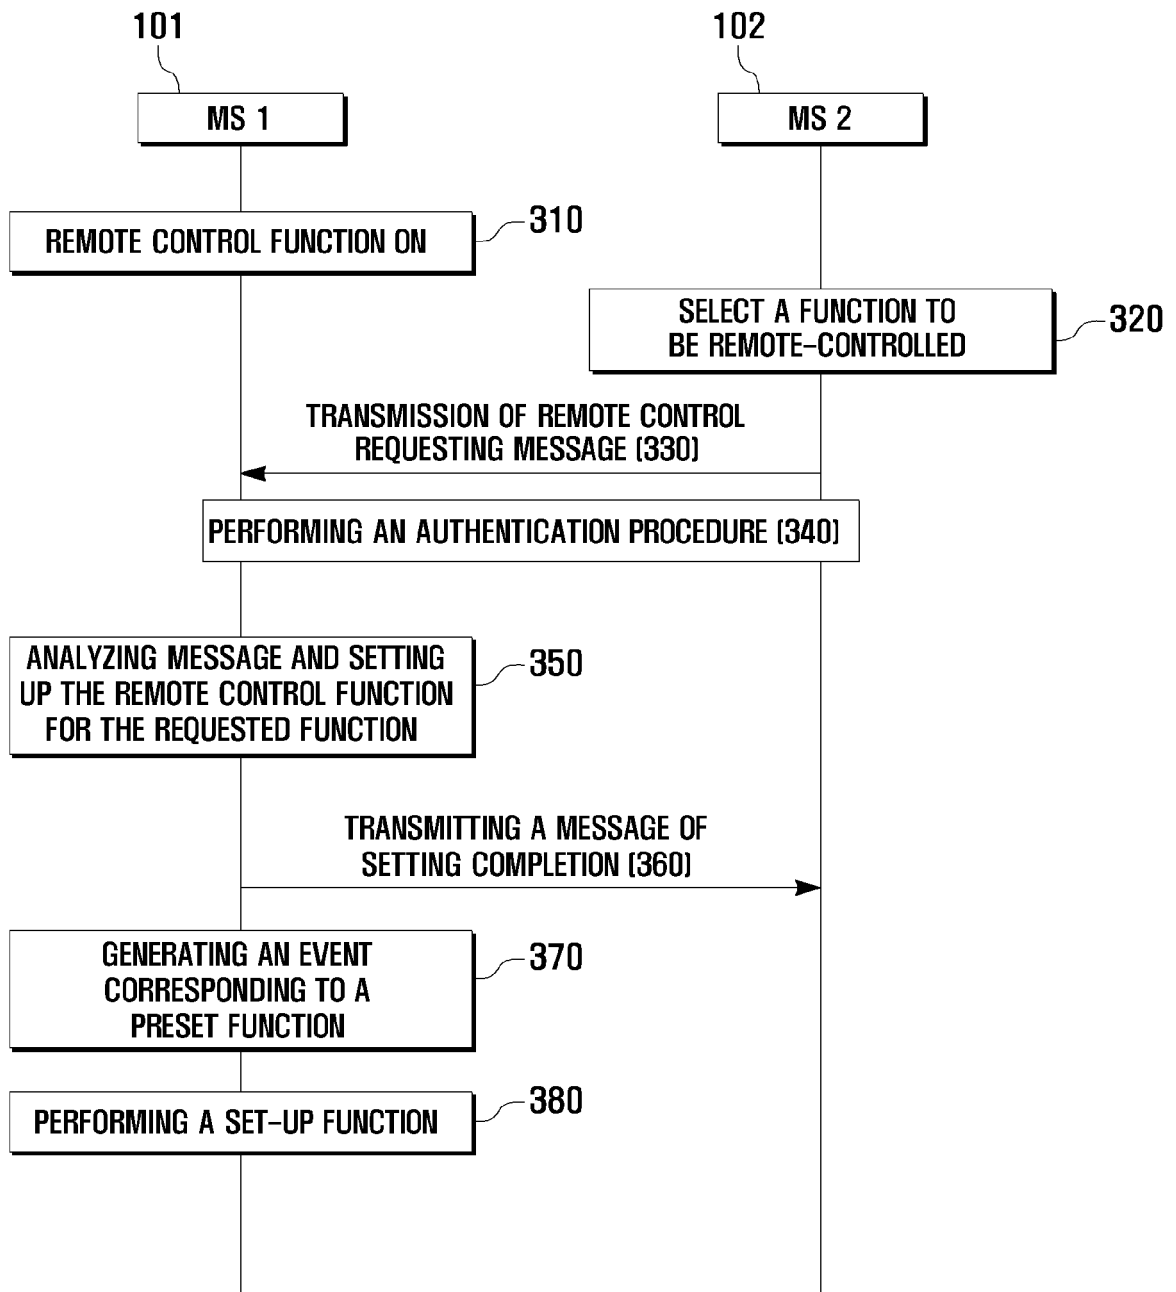 101
102
MS 1
MS 2
REMOTE CONTROL FUNCTION ON
310
SELECT A FUNCTION TO
BE REMOTE-CONTROLLED
320
TRANSMISSION OF REMOTE CONTROL
REQUESTING MESSAGE (330)
PERFORMING AN AUTHENTICATION PROCEDURE (340)
ANALYZING MESSAGE AND SETTING
UP THE REMOTE CONTROL FUNCTION
FOR THE REQUESTED FUNCTION
350
TRANSMITTING A MESSAGE OF
SETTING COMPLETION (360)
GENERATING AN EVENT
CORRESPONDING TO A
PRESET FUNCTION
370
PERFORMING A SET-UP FUNCTION
380